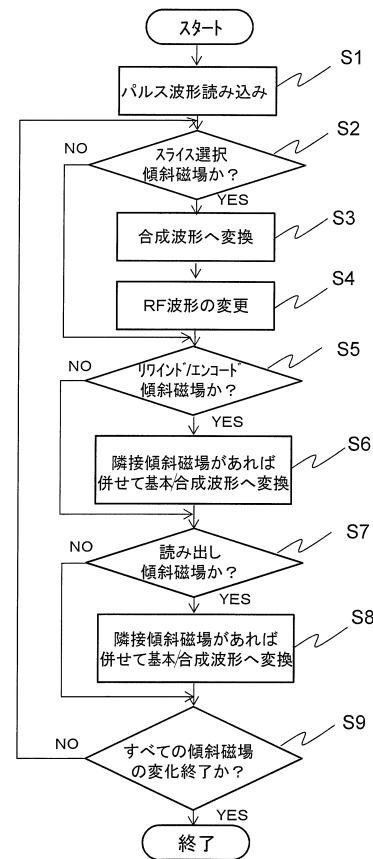 スタート
S1
パルス波形読み込み
S2
NO
スライス選択
傾斜磁場か？
YES
S3
合成波形へ変換
S4
RF波形の変更
S5
NO
リワインド/エンコード
傾斜磁場か？
YES
S6
隣接傾斜磁場があれば
併せて基本/合成波形へ変換
S7
NO
読み出し
傾斜磁場か？
YES
S8
隣接傾斜磁場があれば
併せて基本/合成波形へ変換
S9
NO
すべての傾斜磁場
の変化終了か？
YES
終了